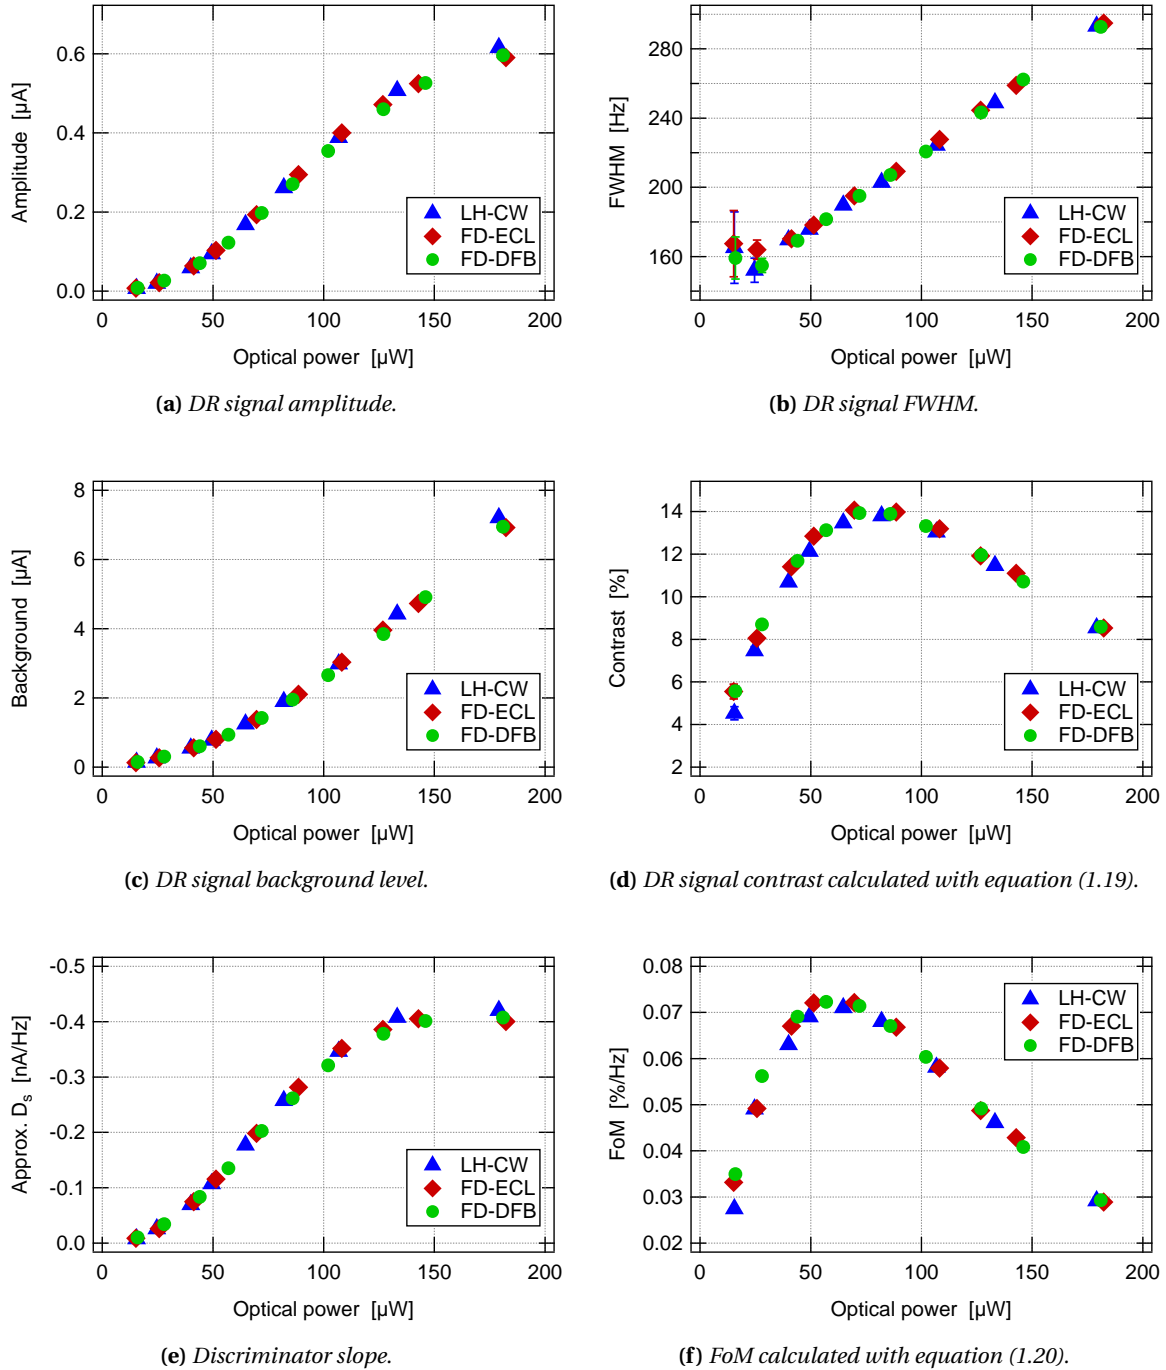 0.6
0.4
0.2
0.0
Amplitude [µA]
LH-CW
FD-ECL
FD-DFB
0 50 100 150 200
Optical power [µW]
(a) DR signal amplitude.
280
240
200
160
FWHM [Hz]
LH-CW
FD-ECL
FD-DFB
0 50 100 150 200
Optical power [µW]
(b) DR signal FWHM.
8
6
4
2
0
Background [µA]
LH-CW
FD-ECL
FD-DFB
0 50 100 150 200
Optical power [µW]
(c) DR signal background level.
14
12
10
8
6
4
2
Contrast [%]
LH-CW
FD-ECL
FD-DFB
0 50 100 150 200
Optical power [µW]
(d) DR signal contrast calculated with equation (1.19).
-0.5
-0.4
-0.3
-0.2
-0.1
0.0
Approx. Ds [nA/Hz]
LH-CW
FD-ECL
FD-DFB
0 50 100 150 200
Optical power [µW]
(e) Discriminator slope.
0.08
0.07
0.06
0.05
0.04
0.03
0.02
FoM [%/Hz]
LH-CW
FD-ECL
FD-DFB
0 50 100 150 200
Optical power [µW]
(f) FoM calculated with equation (1.20).